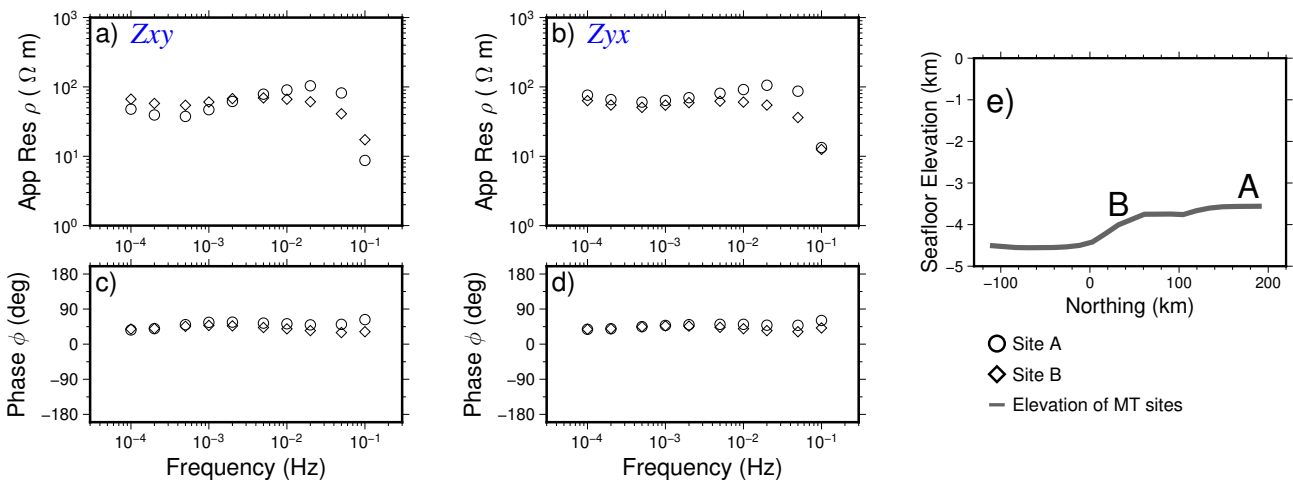 a) Zxy
10³
10²
10¹
10⁰
App Res ρ ( Ω m)
10⁻⁴ 10⁻³ 10⁻² 10⁻¹
b) Zyx
10³
10²
10¹
10⁰
App Res ρ ( Ω m)
10⁻⁴ 10⁻³ 10⁻² 10⁻¹
c)
180
90
0
−90
−180
Phase ϕ (deg)
10⁻⁴ 10⁻³ 10⁻² 10⁻¹
Frequency (Hz)
d)
180
90
0
−90
−180
Phase ϕ (deg)
10⁻⁴ 10⁻³ 10⁻² 10⁻¹
Frequency (Hz)
e)
0
−1
−2
−3
−4
−5
Seafloor Elevation (km)
B
A
−100 0 100 200
Northing (km)
Site A
Site B
Elevation of MT sites